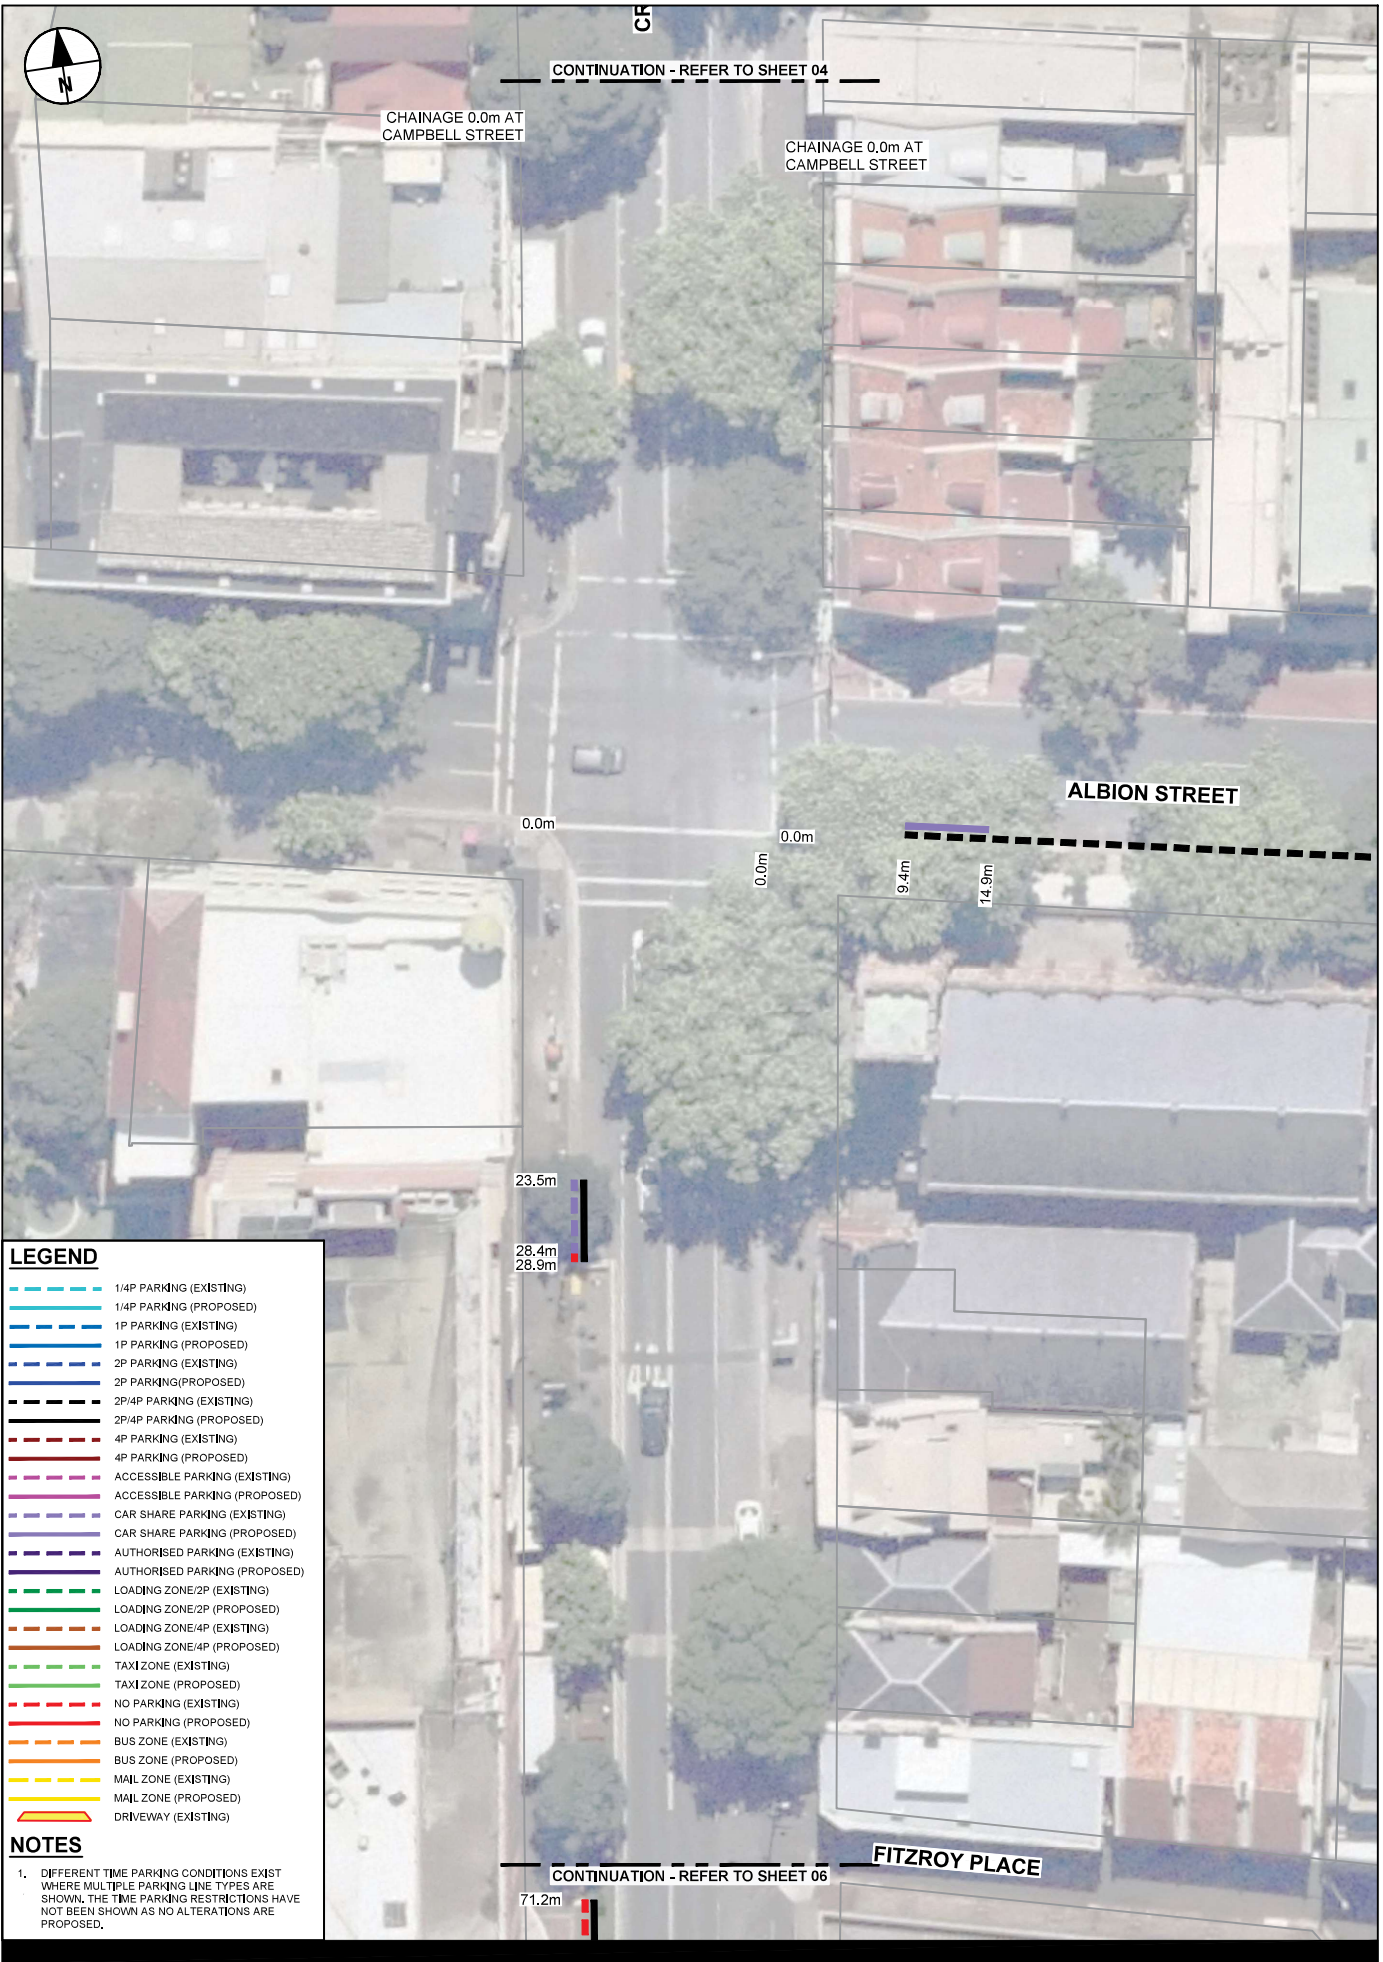 CR
N
CONTINUATION - REFER TO SHEET 04
CHAINAGE 0.0m AT
CAMPBELL STREET
CHAINAGE 0.0m AT
CAMPBELL STREET
ALBION STREET
0.0m
0.0m
0.0m
9.4m
14.9m
23.5m
28.4m
28.9m
LEGEND
1/4P PARKING (EXISTING)
1/4P PARKING (PROPOSED)
1P PARKING (EXISTING)
1P PARKING (PROPOSED)
2P PARKING (EXISTING)
2P PARKING(PROPOSED)
2P/4P PARKING (EXISTING)
2P/4P PARKING (PROPOSED)
4P PARKING (EXISTING)
4P PARKING (PROPOSED)
ACCESSIBLE PARKING (EXISTING)
ACCESSIBLE PARKING (PROPOSED)
CAR SHARE PARKING (EXISTING)
CAR SHARE PARKING (PROPOSED)
AUTHORISED PARKING (EXISTING)
AUTHORISED PARKING (PROPOSED)
LOADING ZONE/2P (EXISTING)
LOADING ZONE/2P (PROPOSED)
LOADING ZONE/4P (EXISTING)
LOADING ZONE/4P (PROPOSED)
TAXI ZONE (EXISTING)
TAXI ZONE (PROPOSED)
NO PARKING (EXISTING)
NO PARKING (PROPOSED)
BUS ZONE (EXISTING)
BUS ZONE (PROPOSED)
MAIL ZONE (EXISTING)
MAIL ZONE (PROPOSED)
DRIVEWAY (EXISTING)
NOTES
1. DIFFERENT TIME PARKING CONDITIONS EXIST
WHERE MULTIPLE PARKING LINE TYPES ARE
SHOWN. THE TIME PARKING RESTRICTIONS HAVE
NOT BEEN SHOWN AS NO ALTERATIONS ARE
PROPOSED.
FITZROY PLACE
CONTINUATION - REFER TO SHEET 06
71.2m